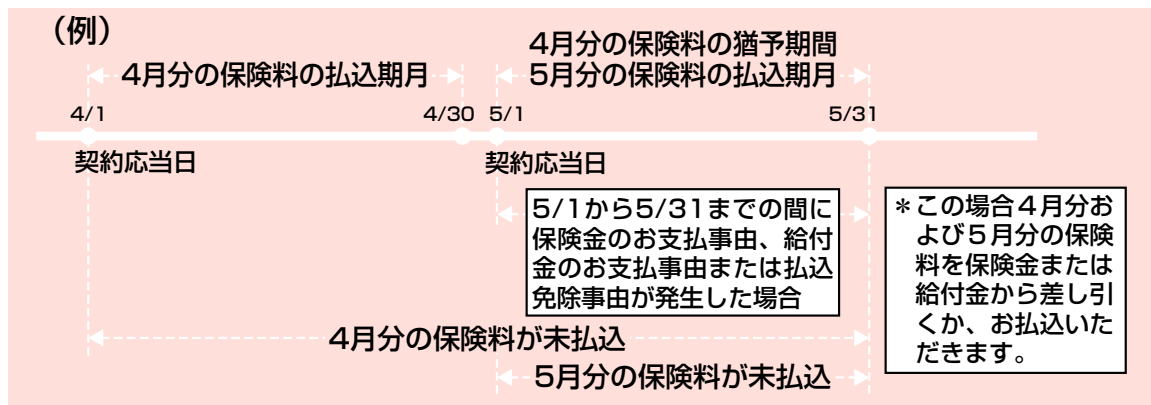 （例）
4月分の保険料の猶予期間
4月分の保険料の払込期月
5月分の保険料の払込期月
4/1
4/30
5/1
5/31
契約応当日
契約応当日
5/1から5/31までの間に
保険金のお支払事由、給付
金のお支払事由または払込
免除事由が発生した場合
＊この場合４月分お
よび５月分の保険
料を保険金または
給付金から差し引
くか、お払込いた
だきます。
4月分の保険料が未払込
5月分の保険料が未払込